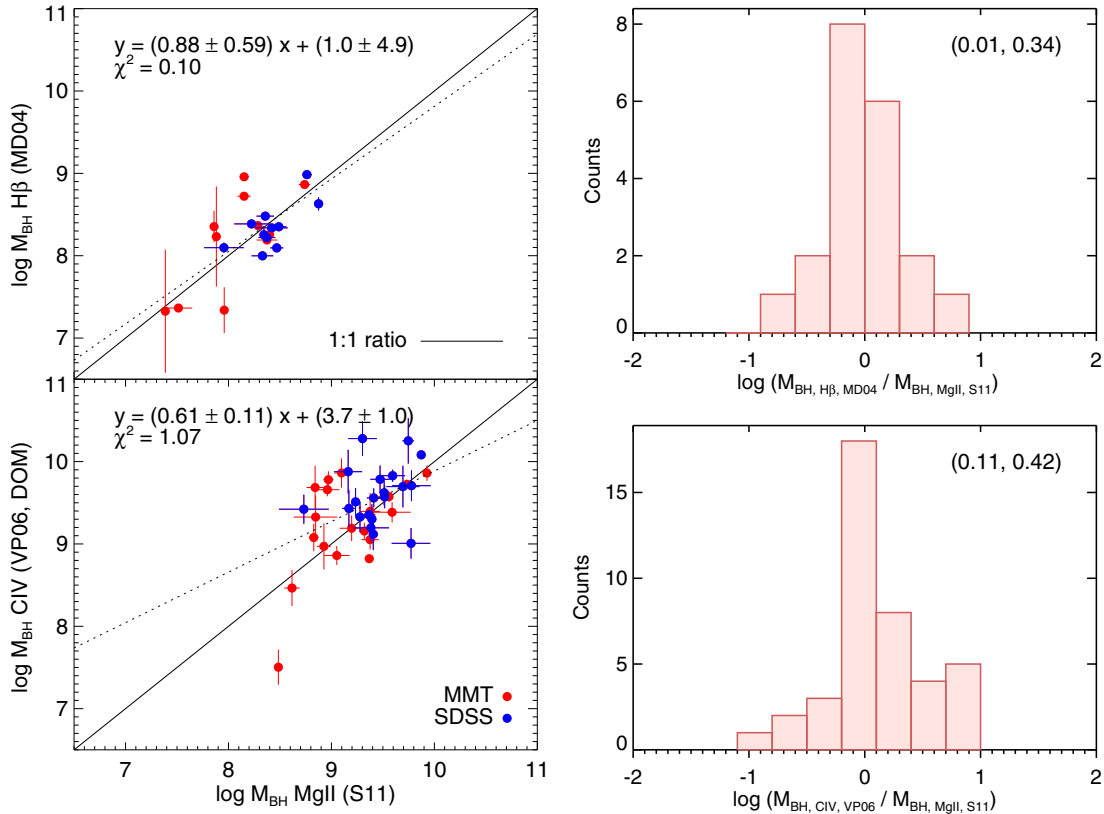 y = (0.88 ± 0.59) x + (1.0 ± 4.9)
χ² = 0.10
1:1 ratio
log M_BH Hβ (MD04)
11
10
9
8
7
y = (0.61 ± 0.11) x + (3.7 ± 1.0)
χ² = 1.07
MMT
SDSS
log M_BH CIV (VP06, DOM)
11
10
9
8
7
7 8 9 10 11
log M_BH MgII (S11)
(0.01, 0.34)
Counts
8
6
4
2
0
-2 -1 0 1 2
log (M_BH, Hβ, MD04 / M_BH, MgII, S11)
(0.11, 0.42)
Counts
15
10
5
0
-2 -1 0 1 2
log (M_BH, CIV, VP06 / M_BH, MgII, S11)